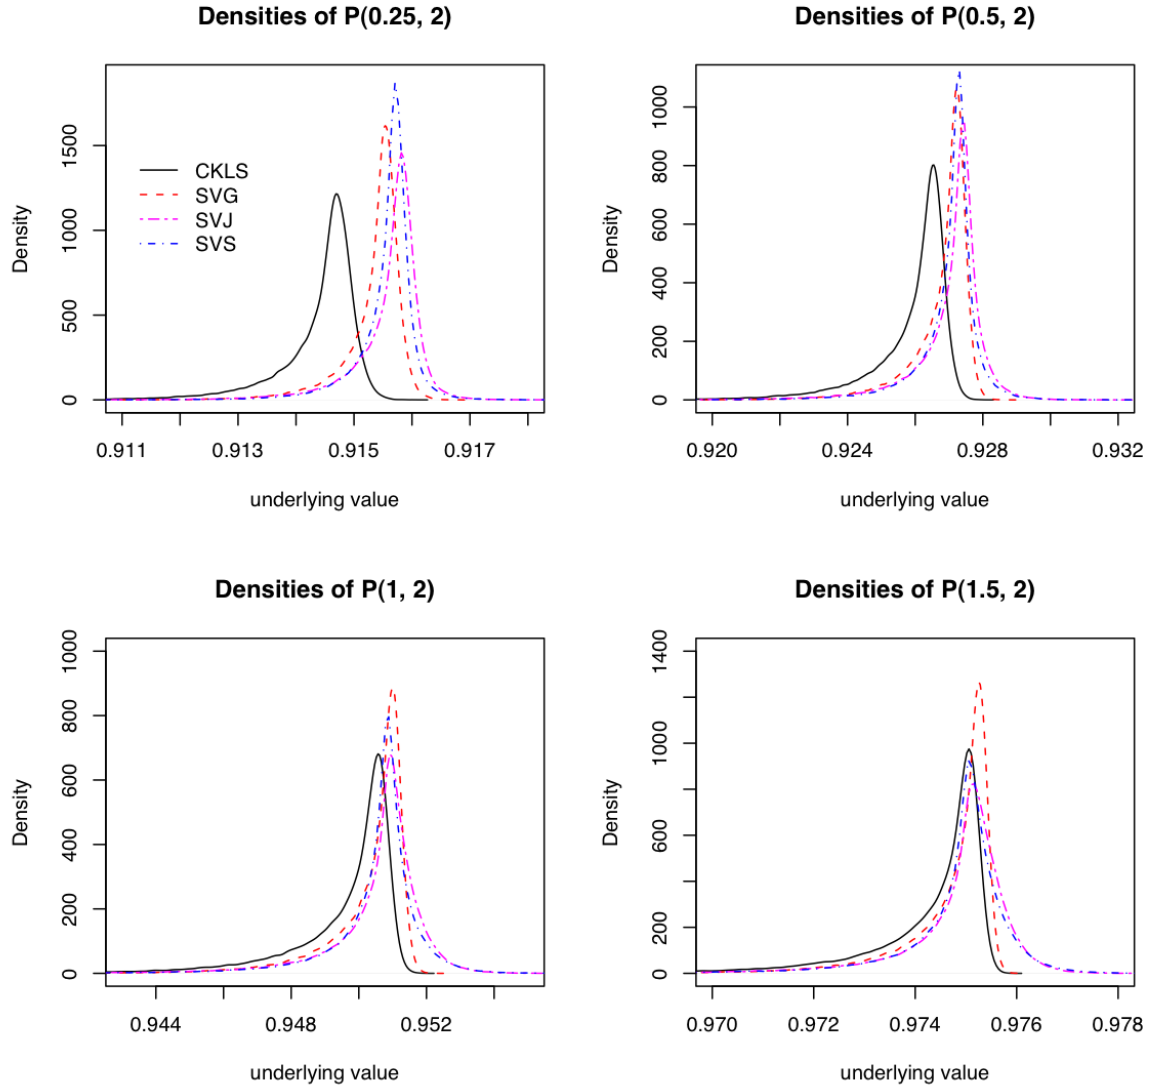 Densities of P(0.25, 2)
Density
0 500 1000 1500
CKLS
SVG
SVJ
SVS
0.911 0.913 0.915 0.917
underlying value
Densities of P(0.5, 2)
Density
0 200 400 600 800 1000
0.920 0.924 0.928 0.932
underlying value
Densities of P(1, 2)
Density
0 200 400 600 800 1000
0.944 0.948 0.952
underlying value
Densities of P(1.5, 2)
Density
0 200 600 1000 1400
0.970 0.972 0.974 0.976 0.978
underlying value